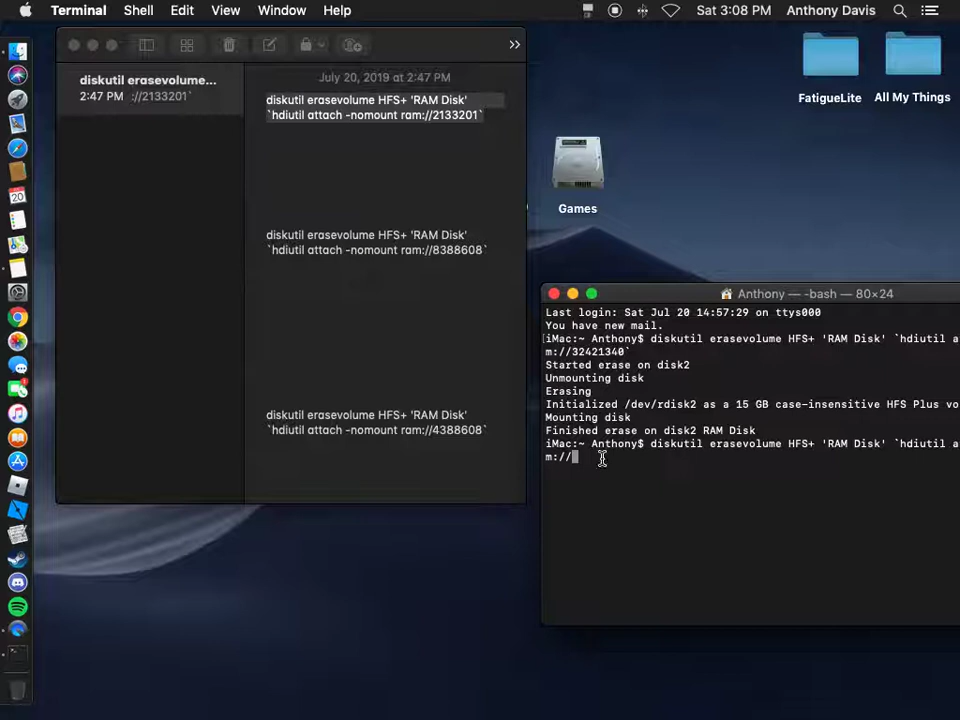 Terminal Shell Edit View Window Help Sat 3:08 PM Anthony Davis
diskutil erasevolume...
2:47 PM ://2133201`
July 20, 2019 at 2:47 PM
diskutil erasevolume HFS+ 'RAM Disk'
`hdiutil attach -nomount ram://2133201`
diskutil erasevolume HFS+ 'RAM Disk'
`hdiutil attach -nomount ram://8388608`
diskutil erasevolume HFS+ 'RAM Disk'
`hdiutil attach -nomount ram://4388608`
FatigueLite
All My Things
Games
20
Anthony — -bash — 80×24
Last login: Sat Jul 20 14:57:29 on ttys000
You have new mail.
[iMac:~ Anthony$ diskutil erasevolume HFS+ 'RAM Disk' `hdiutil a
m://32421340`
Started erase on disk2
Unmounting disk
Erasing
Initialized /dev/rdisk2 as a 15 GB case-insensitive HFS Plus vo
Mounting disk
Finished erase on disk2 RAM Disk
iMac:~ Anthony$ diskutil erasevolume HFS+ 'RAM Disk' `hdiutil a
m://